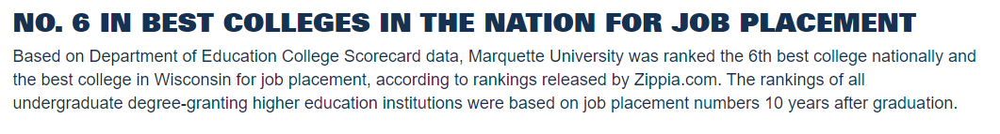 NO. 6 IN BEST COLLEGES IN THE NATION FOR JOB PLACEMENT
Based on Department of Education College Scorecard data, Marquette University was ranked the 6th best college nationally and
the best college in Wisconsin for job placement, according to rankings released by Zippia.com. The rankings of all
undergraduate degree-granting higher education institutions were based on job placement numbers 10 years after graduation.